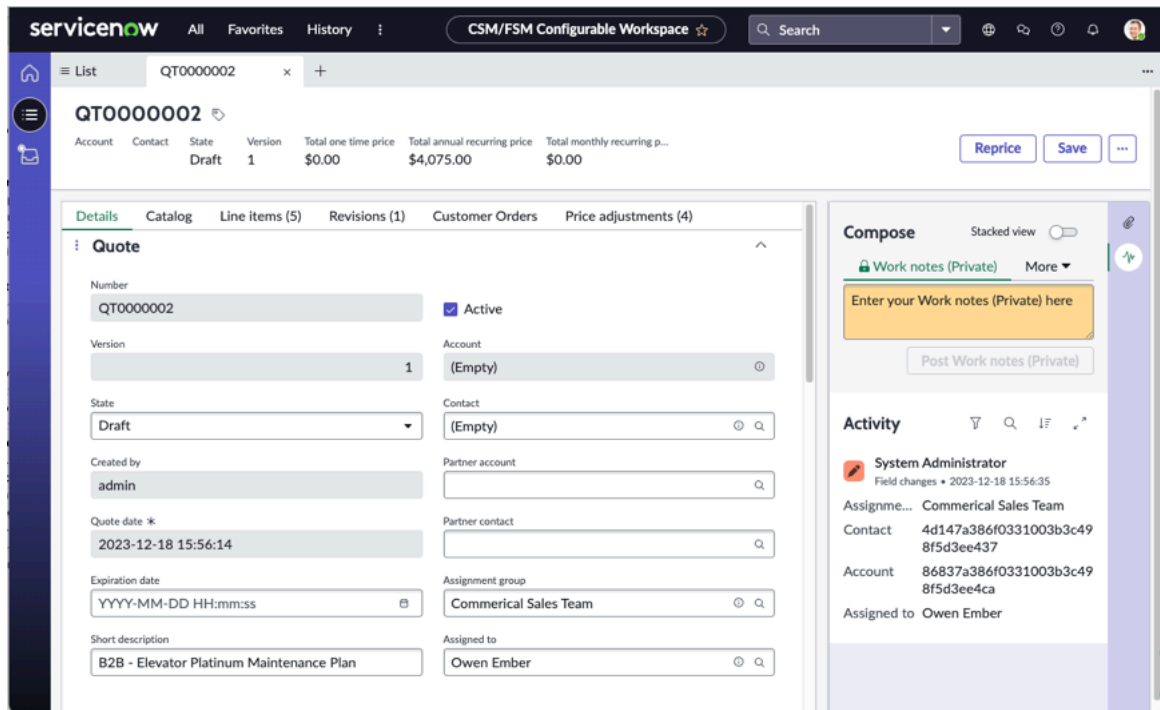 servicenow All Favorites History CSM/FSM Configurable Workspace Search
List QT0000002 × +
QT0000002
Account Contact State Version Total one time price Total annual recurring price Total monthly recurring p...
Draft 1 $0.00 $4,075.00 $0.00
Reprice Save ...
Details Catalog Line items (5) Revisions (1) Customer Orders Price adjustments (4)
Quote
Number
QT0000002
Active
Version
1
Account
(Empty)
State
Draft
Contact
(Empty)
Created by
admin
Partner account
Quote date *
2023-12-18 15:56:14
Partner contact
Expiration date
YYYY-MM-DD HH:mm:ss
Assignment group
Commerical Sales Team
Short description
B2B - Elevator Platinum Maintenance Plan
Assigned to
Owen Ember
Compose Stacked view
Work notes (Private) More
Enter your Work notes (Private) here
Post Work notes (Private)
Activity
System Administrator
Field changes • 2023-12-18 15:56:35
Assignme... Commerical Sales Team
Contact 4d147a386f0331003b3c49
8f5d3ee437
Account 86837a386f0331003b3c49
8f5d3ee4ca
Assigned to Owen Ember